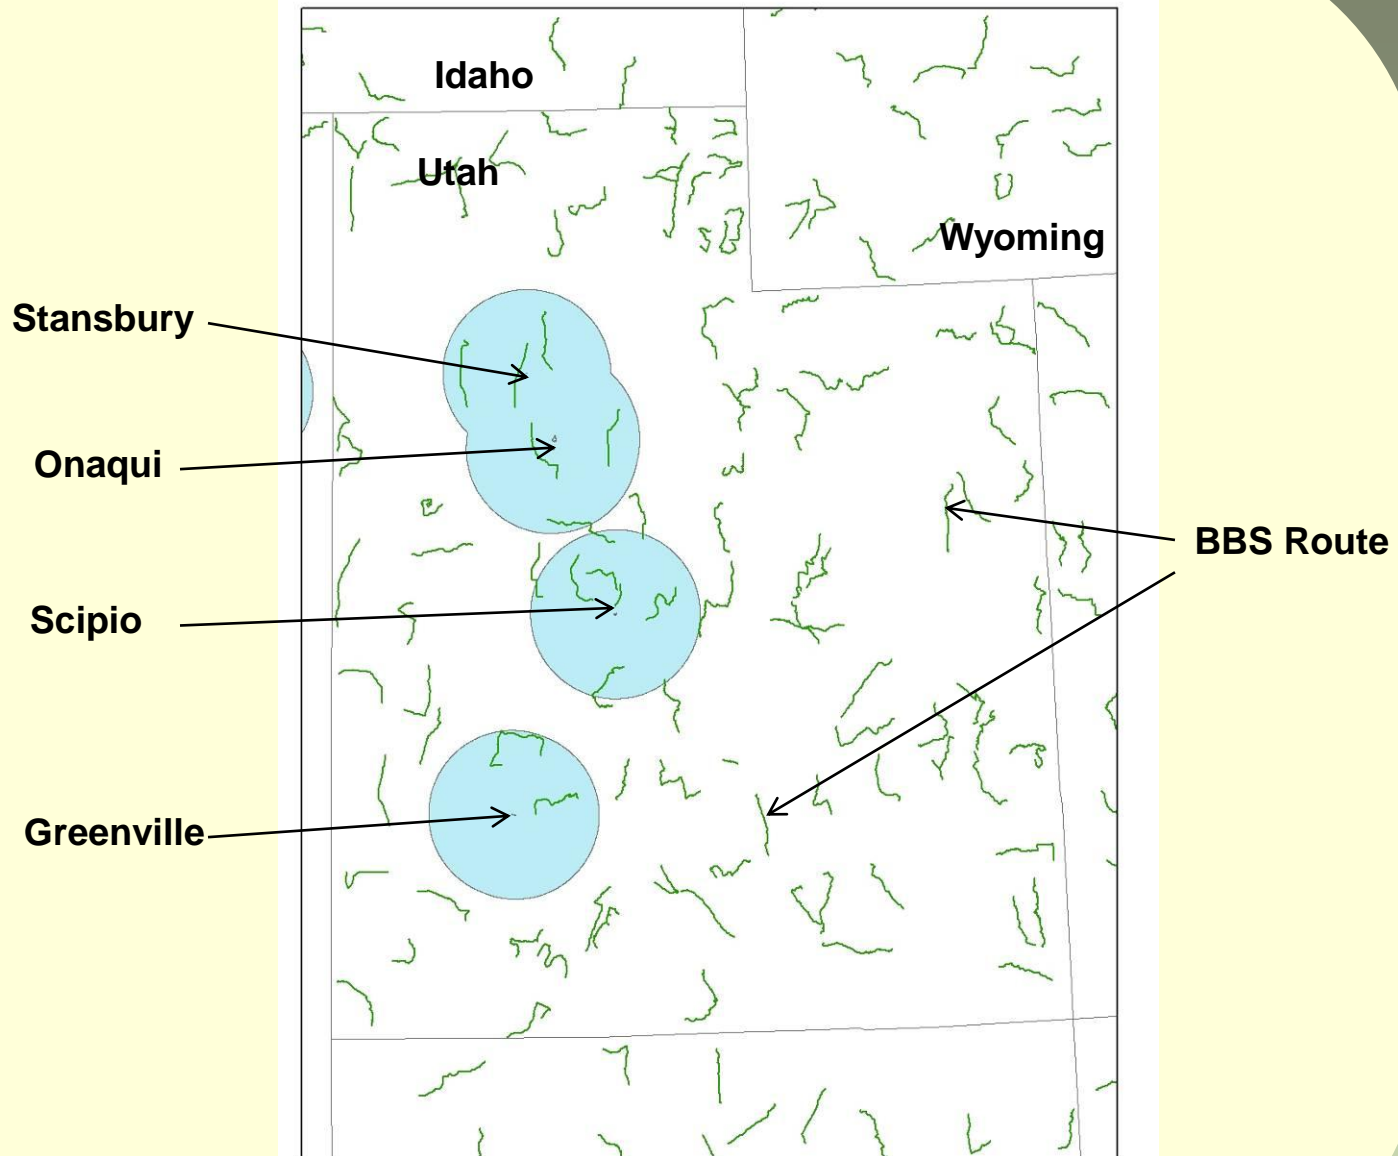 Idaho
Utah
Wyoming
Stansbury
Onaqui
BBS Route
Scipio
Greenville